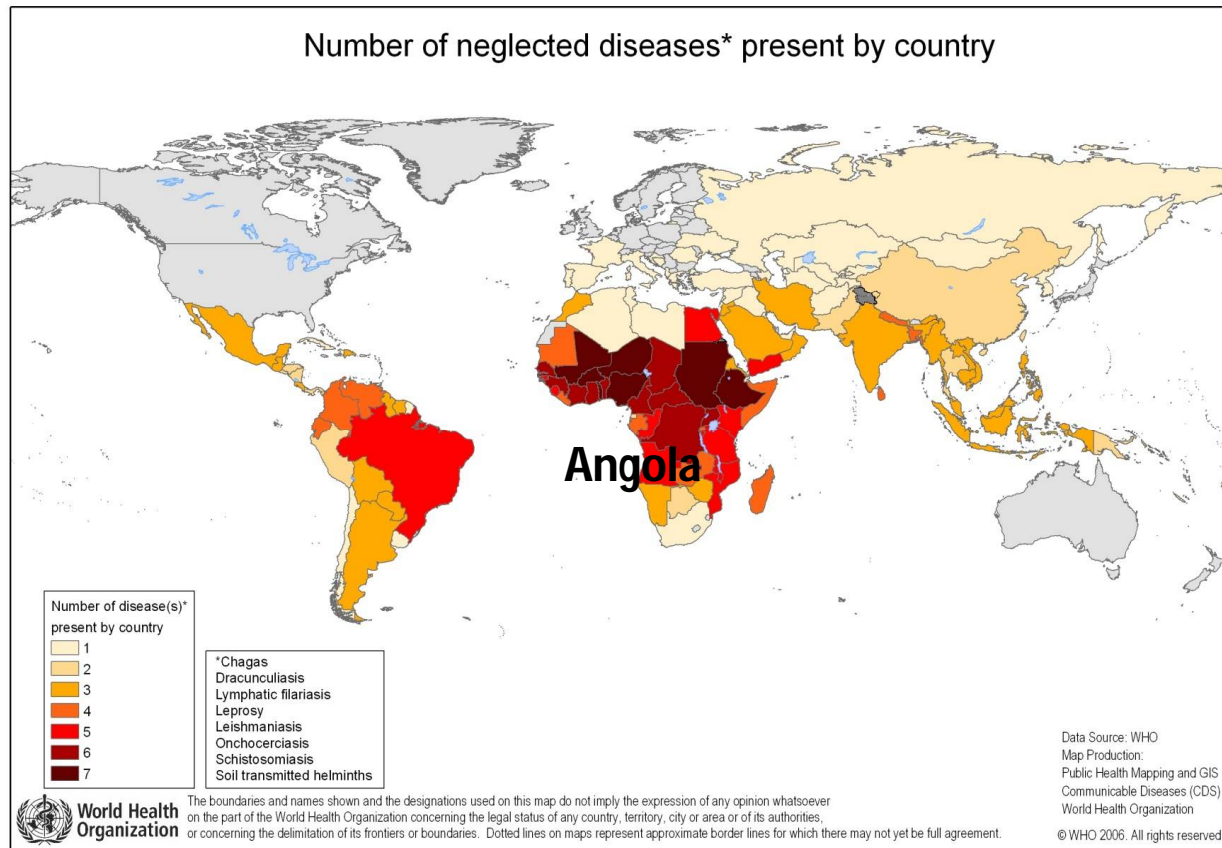 Number of neglected diseases* present by country
Angola
Number of disease(s)*
present by country
1
2
3
4
5
6
7
*Chagas
Dracunculiasis
Lymphatic filariasis
Leprosy
Leishmaniasis
Onchocerciasis
Schistosomiasis
Soil transmitted helminths
Data Source: WHO
Map Production:
Public Health Mapping and GIS
Communicable Diseases (CDS)
World Health Organization
© WHO 2006. All rights reserved
World Health
Organization
The boundaries and names shown and the designations used on this map do not imply the expression of any opinion whatsoever
on the part of the World Health Organization concerning the legal status of any country, territory, city or area or of its authorities,
or concerning the delimitation of its frontiers or boundaries. Dotted lines on maps represent approximate border lines for which there may not yet be full agreement.